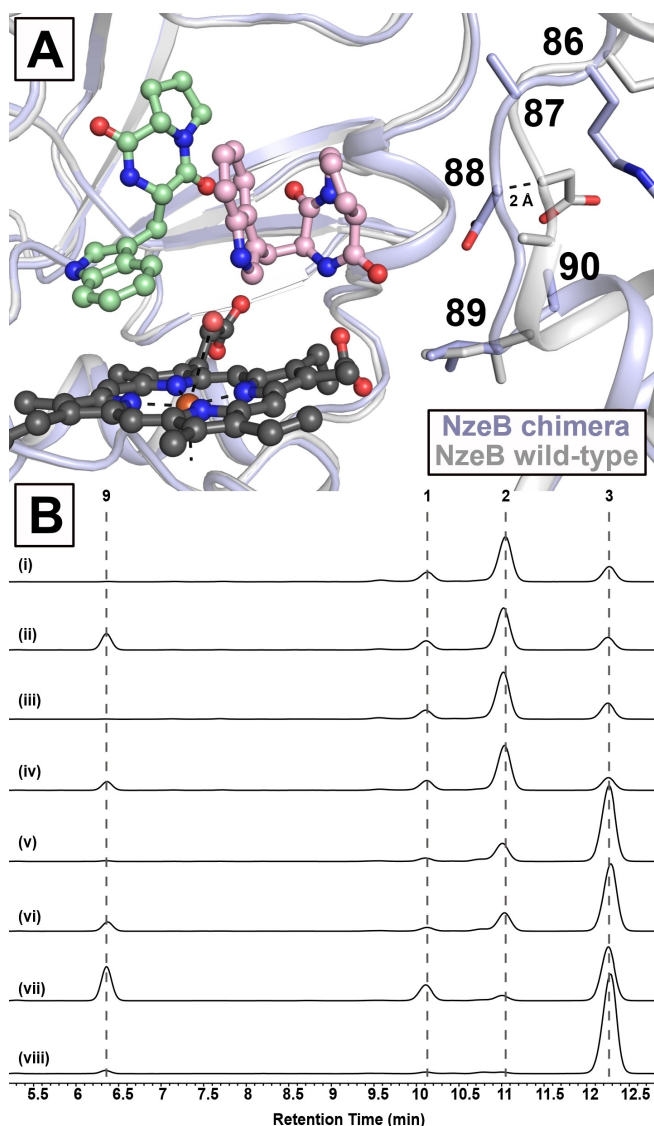 A
86
87
88
2 Å
90
89
NzeB chimera
NzeB wild-type
B
9 1 2 3
(i)
(ii)
(iii)
(iv)
(v)
(vi)
(vii)
(viii)
5.5 6 6.5 7 7.5 8 8.5 9 9.5 10 10.5 11 11.5 12 12.5
Retention Time (min)